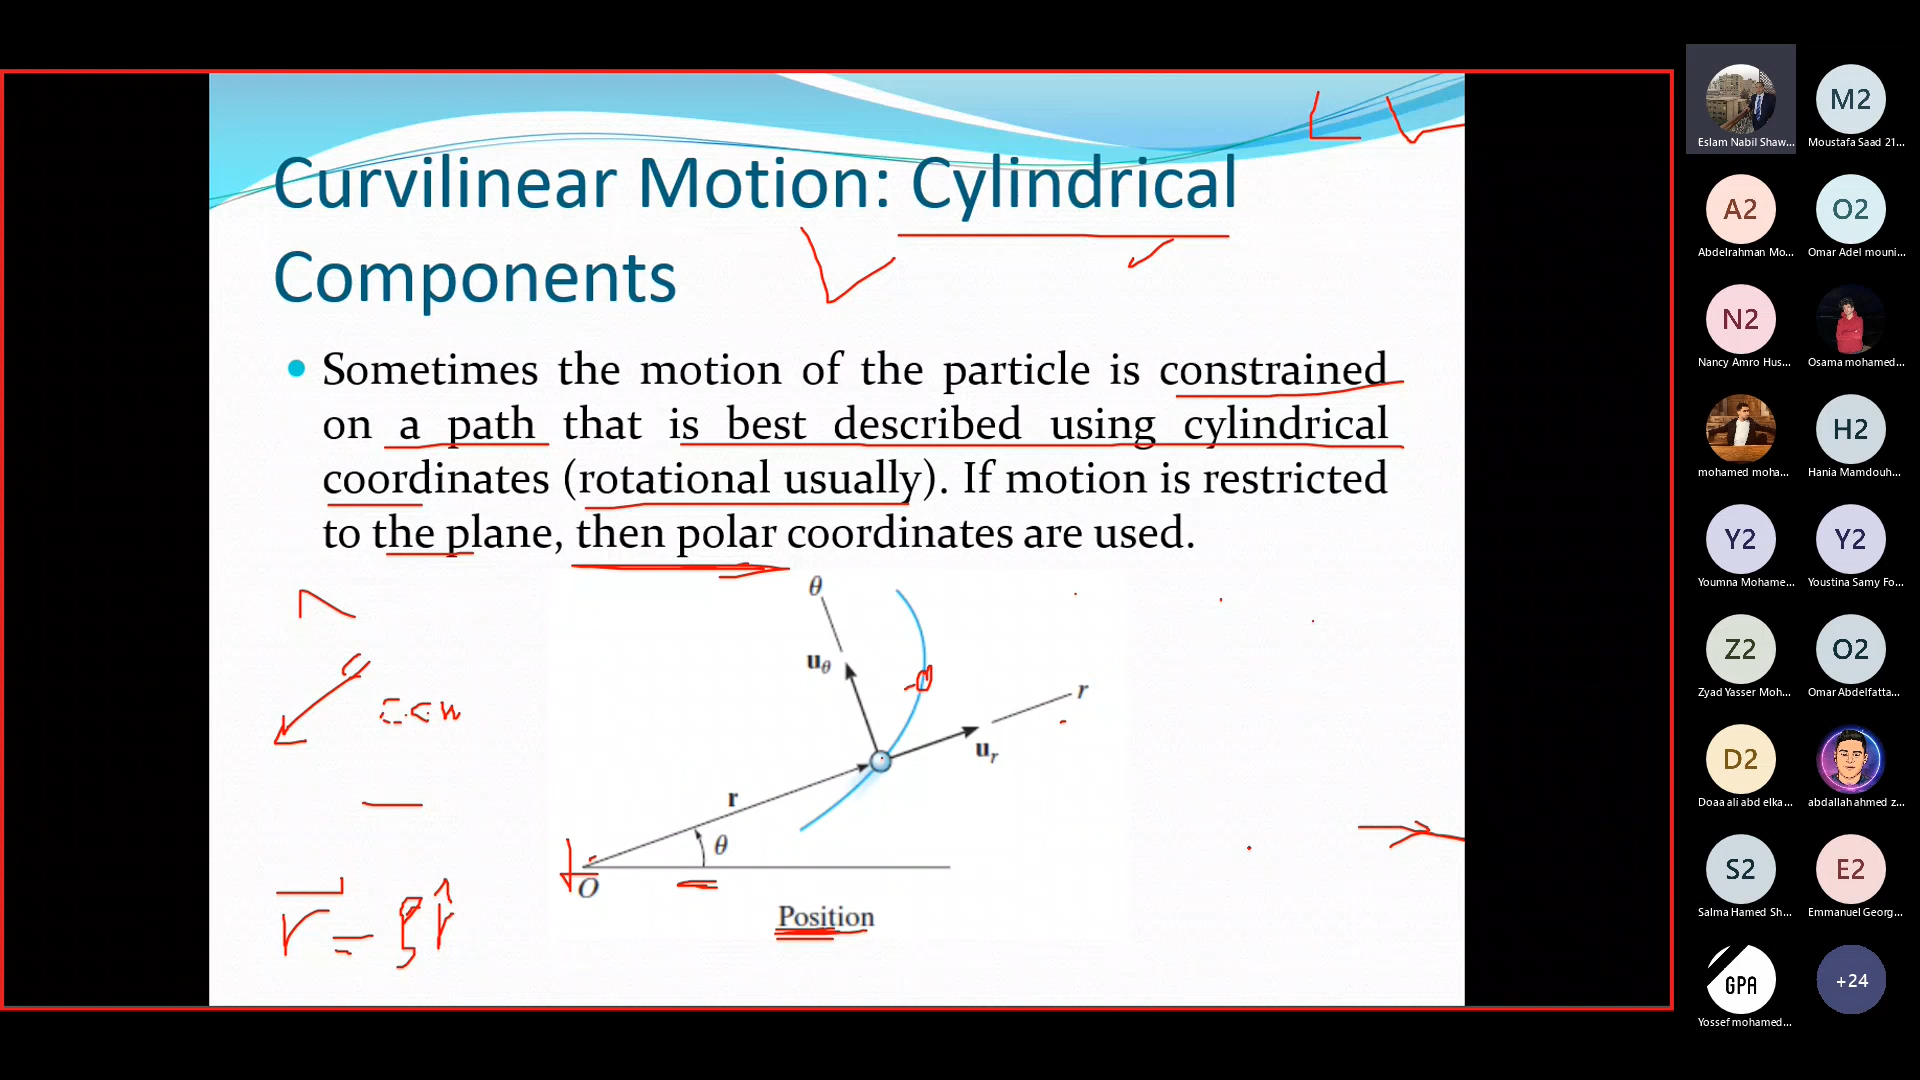 Curvilinear Motion: Cylindrical
Components
Sometimes the motion of the particle is constrained
on a path that is best described using cylindrical
coordinates (rotational usually). If motion is restricted
to the plane, then polar coordinates are used.
θ
uθ
r
ur
r
θ
O
Position
Eslam Nabil Shaw...
M2
Moustafa Saad 21...
A2
Abdelrahman Mo...
O2
Omar Adel mouni...
N2
Nancy Amro Hus...
Osama mohamed...
mohamed moha...
H2
Hania Mamdouh...
Y2
Youmna Mohame...
Y2
Youstina Samy Fo...
Z2
Zyad Yasser Moh...
O2
Omar Abdelfatta...
D2
Doaa ali abd elka...
abdallah ahmed z...
S2
Salma Hamed Sh...
E2
Emmanuel Georg...
GPA
Yossef mohamed...
+24